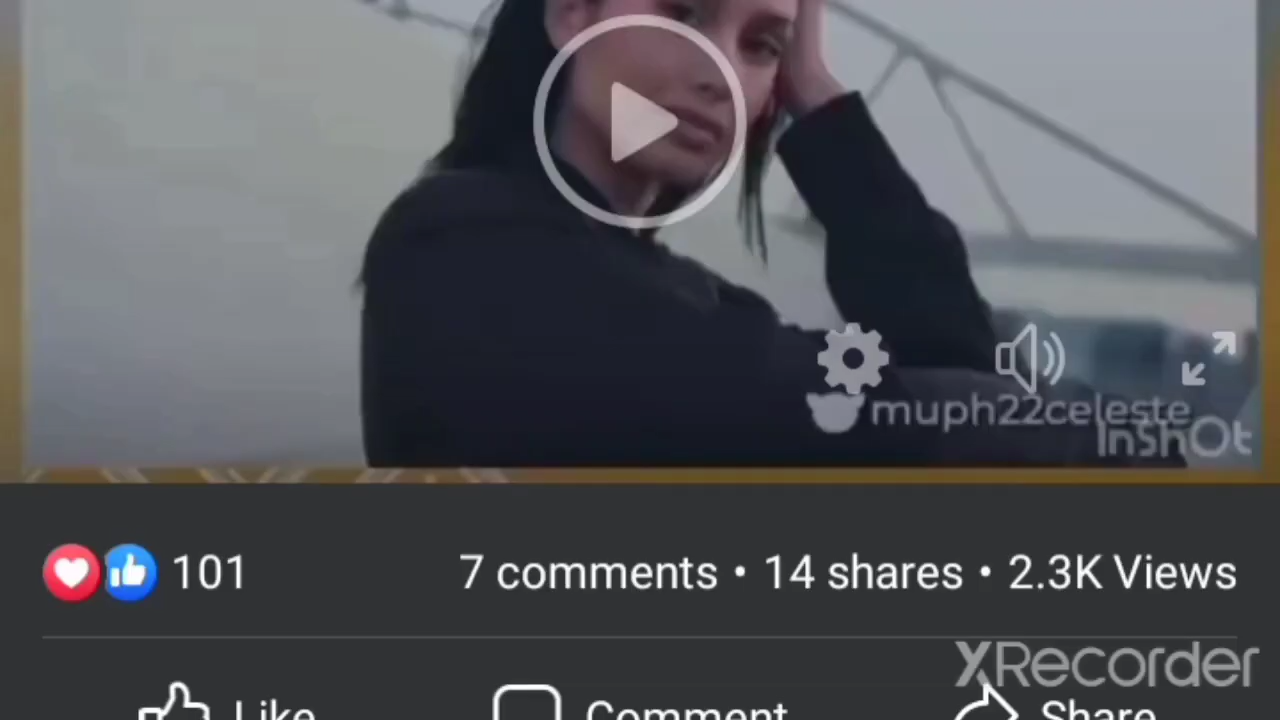 muph22celeste
InShOt
101
7 comments • 14 shares • 2.3K Views
XRecorder
Like
Comment
Share